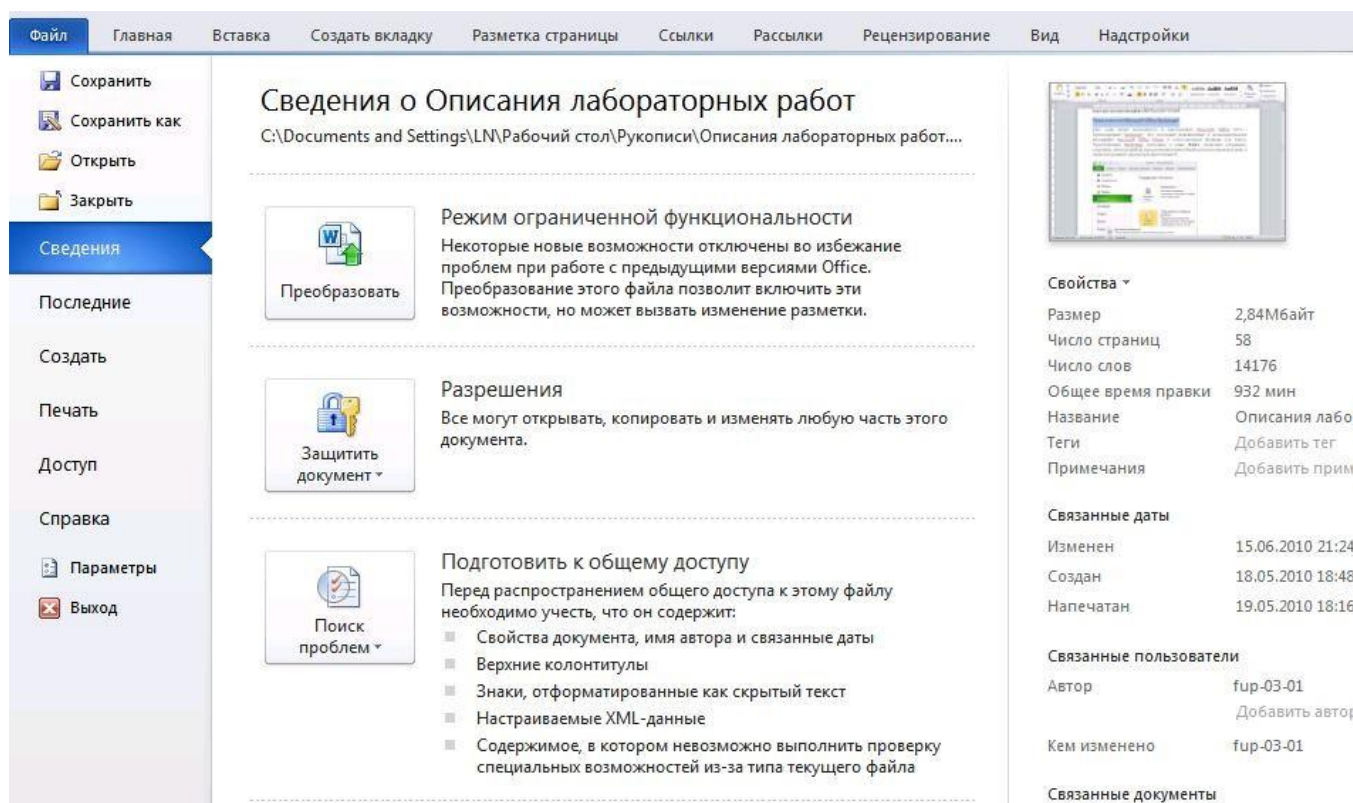 Файл Главная Вставка Создать вкладку Разметка страницы Ссылки Рассылки Рецензирование Вид Надстройки
Сохранить
Сохранить как
Открыть
Закрыть
Сведения
Последние
Создать
Печать
Доступ
Справка
Параметры
Выход
Сведения о Описания лабораторных работ
C:\Documents and Settings\LN\Рабочий стол\Рукописи\Описания лаборатор­ных работ....
Преобразовать
Режим ограниченной функциональности
Некоторые новые возможности отключены во избежание
проблем при работе с предыдущими версиями Office.
Преобразование этого файла позволит включить эти
возможности, но может вызвать изменение разметки.
Защитить
документ
Разрешения
Все могут открывать, копировать и изменять любую часть этого
документа.
Поиск
проблем
Подготовить к общему доступу
Перед распространением общего доступа к этому файлу
необходимо учесть, что он содержит:
Свойства документа, имя автора и связанные даты
Верхние колонтитулы
Знаки, отформатированные как скрытый текст
Настраиваемые XML-данные
Содержимое, в котором невозможно выполнить проверку
специальных возможностей из-за типа текущего файла
Свойства
Размер 2,84Мбайт
Число страниц 58
Число слов 14176
Общее время правки 932 мин
Название Описания лабо
Теги Добавить тег
Примечания Добавить прим
Связанные даты
Изменен 15.06.2010 21:24
Создан 18.05.2010 18:48
Напечатан 19.05.2010 18:16
Связанные пользователи
Автор fup-03-01
Добавить автор
Кем изменено fup-03-01
Связанные документы